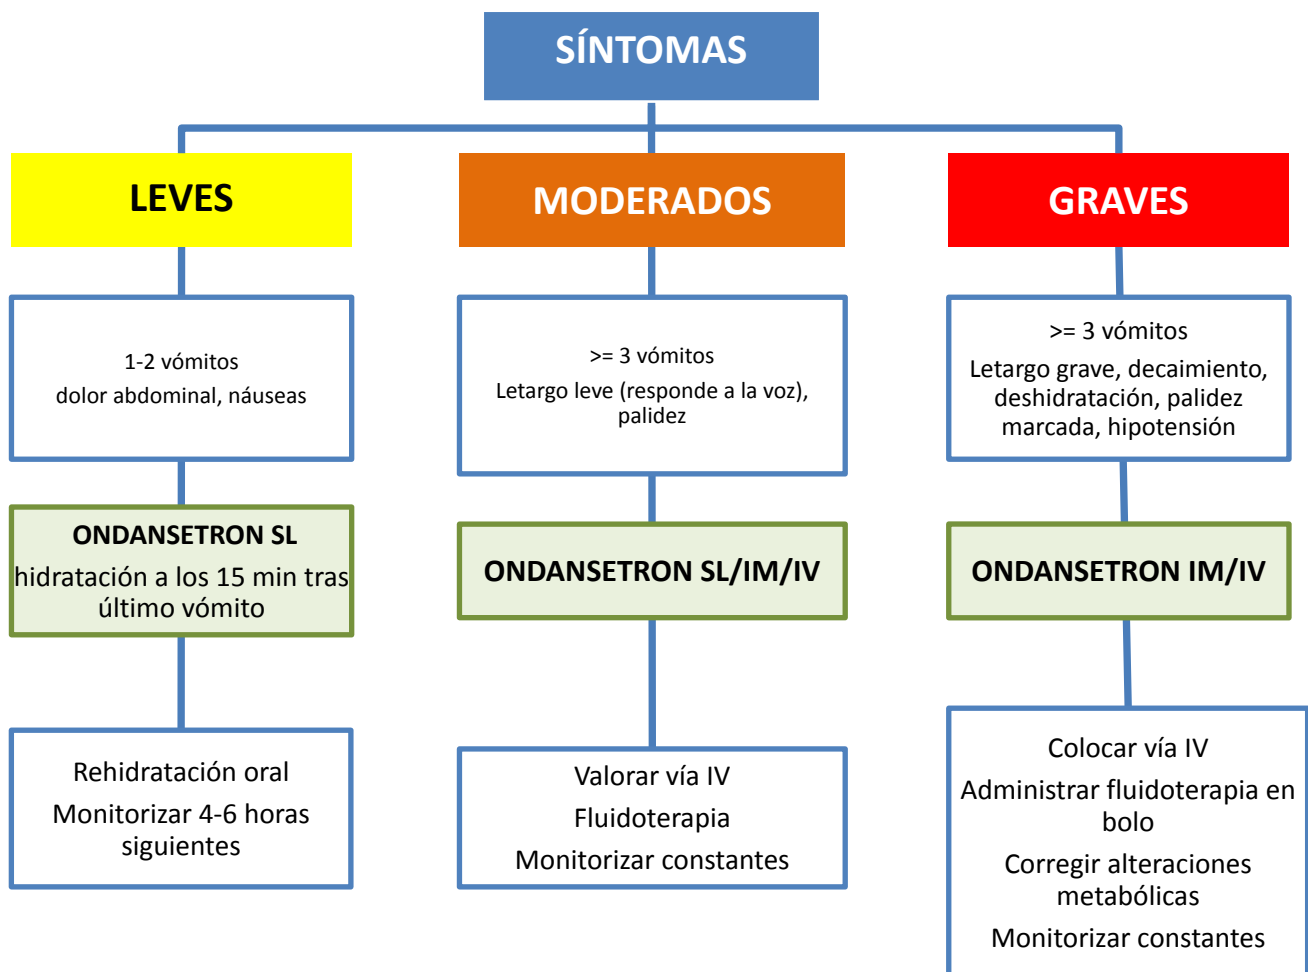 SÍNTOMAS
LEVES
MODERADOS
GRAVES
1-2 vómitos
dolor abdominal, náuseas
>= 3 vómitos
Letargo leve (responde a la voz),
palidez
>= 3 vómitos
Letargo grave, decaimiento,
deshidratación, palidez
marcada, hipotensión
ONDANSETRON SL
hidratación a los 15 min tras
último vómito
ONDANSETRON SL/IM/IV
ONDANSETRON IM/IV
Rehidratación oral
Monitorizar 4-6 horas
siguientes
Valorar vía IV
Fluidoterapia
Monitorizar constantes
Colocar vía IV
Administrar fluidoterapia en
bolo
Corregir alteraciones
metabólicas
Monitorizar constantes